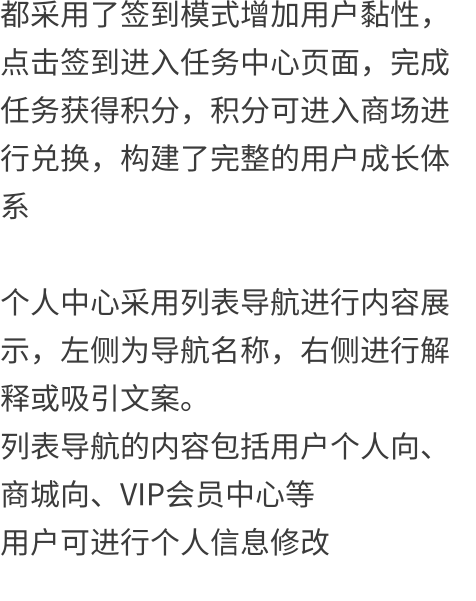 都采用了签到模式增加用户黏性，
点击签到进入任务中心页面，完成
任务获得积分，积分可进入商场进
行兑换，构建了完整的用户成长体
系
个人中心采用列表导航进行内容展
示，左侧为导航名称，右侧进行解
释或吸引文案。
列表导航的内容包括用户个人向、
商城向、VIP会员中心等
用户可进行个人信息修改